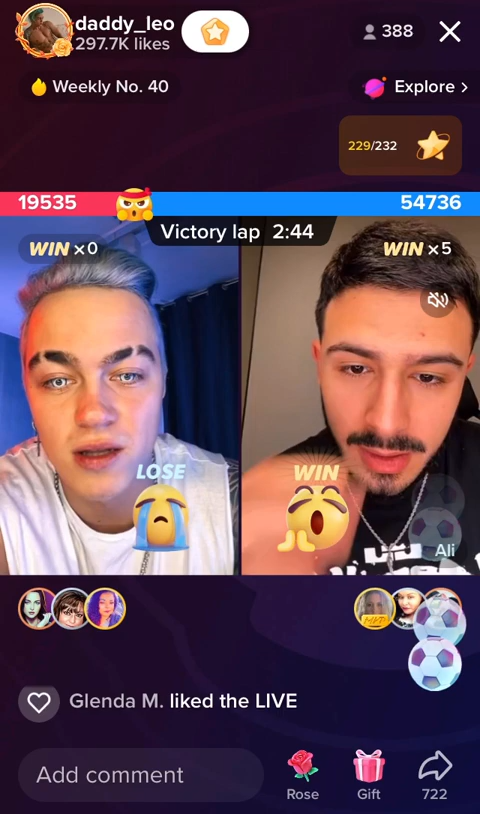 daddy_leo
297.7K likes
388
Weekly No. 40
Explore >
229/232
19535
54736
Victory lap 2:44
WIN ×0
WIN ×5
LOSE
WIN
Ali
Glenda M. liked the LIVE
Add comment
Rose
Gift
722